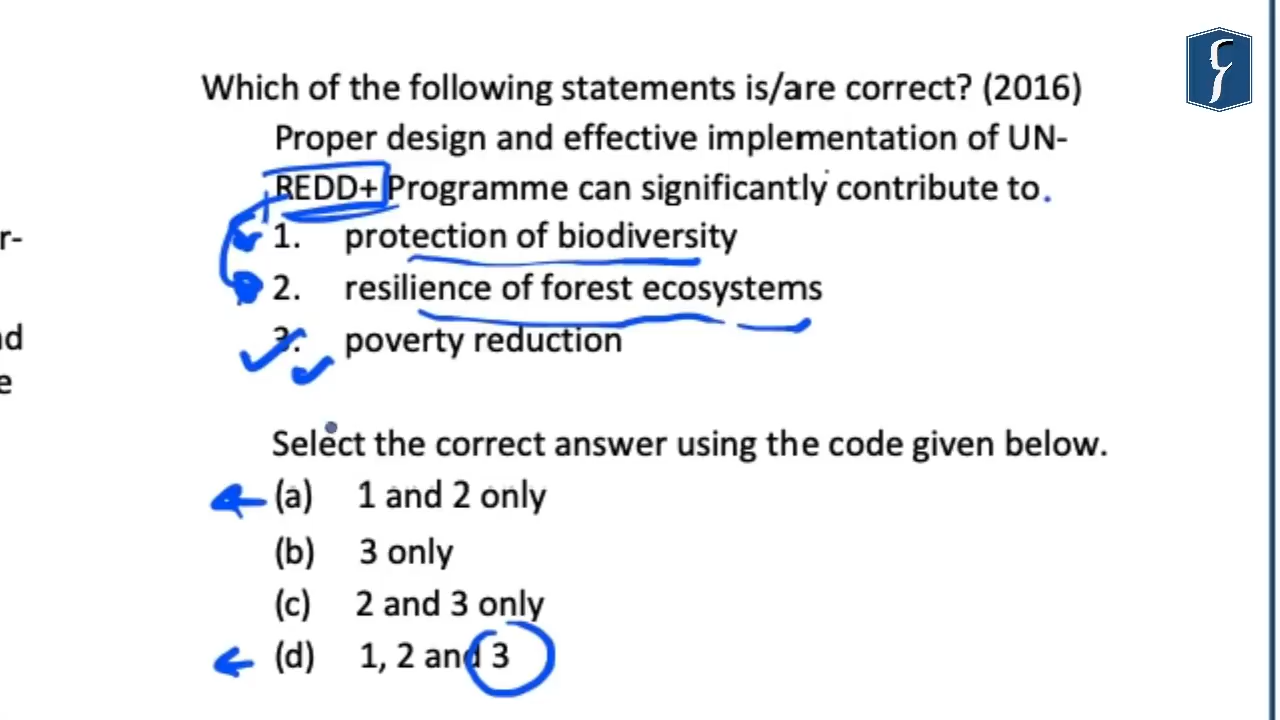 Which of the following statements is/are correct? (2016)
Proper design and effective implementation of UN-
REDD+ Programme can significantly contribute to.
r-
1. protection of biodiversity
2. resilience of forest ecosystems
nd
3. poverty reduction
e
Select the correct answer using the code given below.
(a) 1 and 2 only
(b) 3 only
(c) 2 and 3 only
(d) 1, 2 and 3